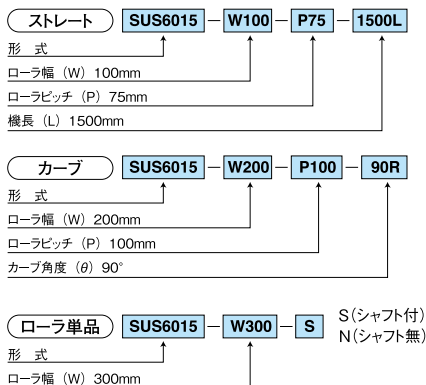 ストレート SUS6015 − W100 − P75 − 1500L
形 式
ローラ幅（W）100mm
ローラピッチ（P）75mm
機長（L）1500mm
カーブ SUS6015 − W200 − P100 − 90R
形 式
ローラ幅（W）200mm
ローラピッチ（P）100mm
カーブ角度（θ）90°
ローラ単品 SUS6015 − W300 − S S（シャフト付）
N（シャフト無）
形 式
ローラ幅（W）300mm